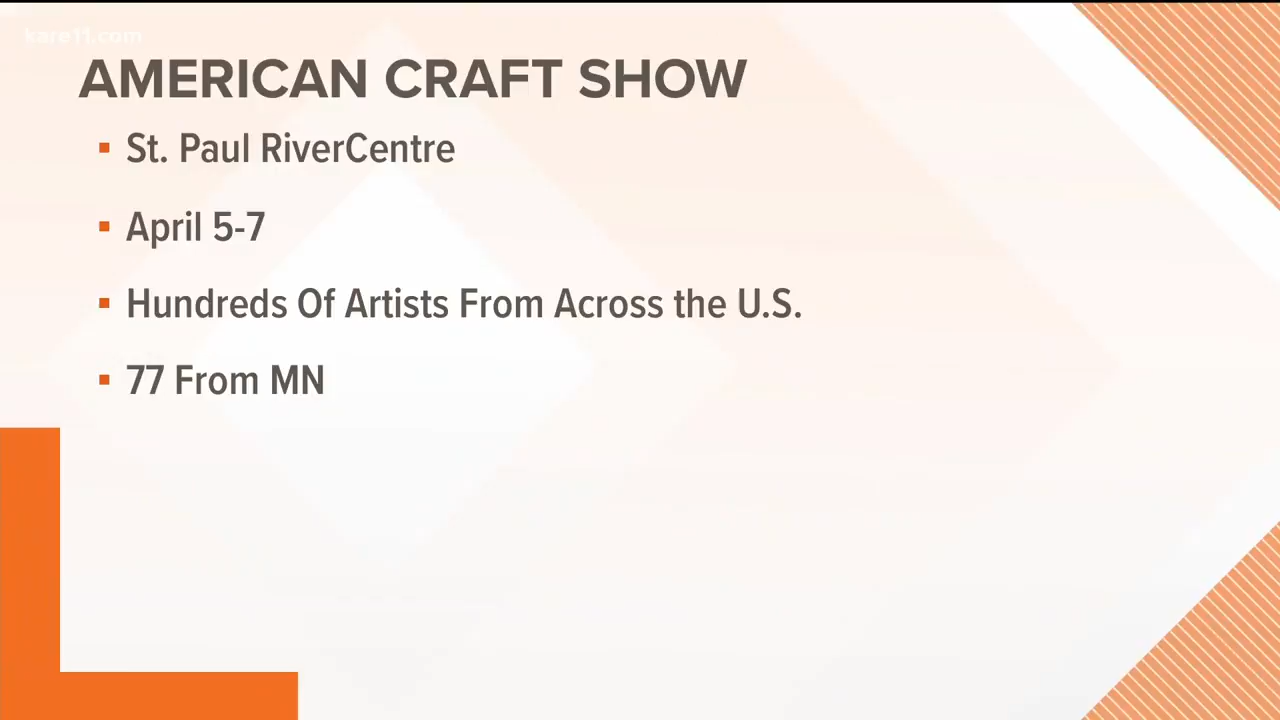 kare11.com
AMERICAN CRAFT SHOW
▪ St. Paul RiverCentre
▪ April 5-7
▪ Hundreds Of Artists From Across the U.S.
▪ 77 From MN